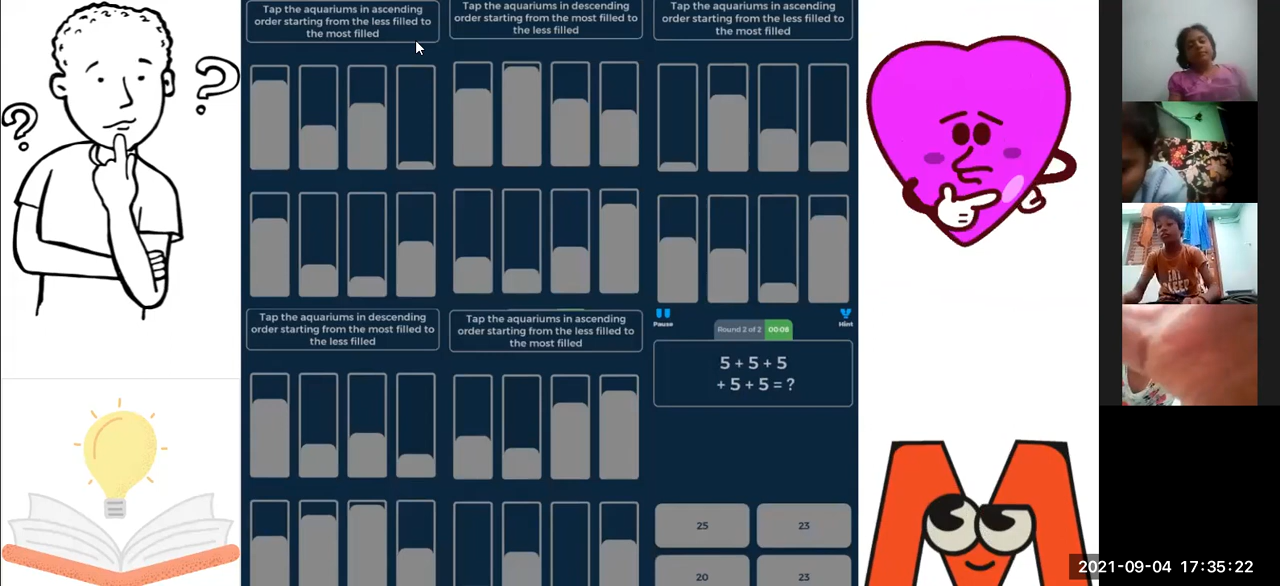 Tap the aquariums in ascending
order starting from the less filled to
the most filled
Tap the aquariums in descending
order starting from the most filled to
the less filled
Tap the aquariums in ascending
order starting from the less filled to
the most filled
?
?
Tap the aquariums in descending
order starting from the most filled to
the less filled
Tap the aquariums in ascending
order starting from the less filled to
the most filled
Pause
Round 2 of 2 00:08
Hint
5 + 5 + 5
+ 5 + 5 = ?
25
23
20
23
M
2021-09-04 17:35:22